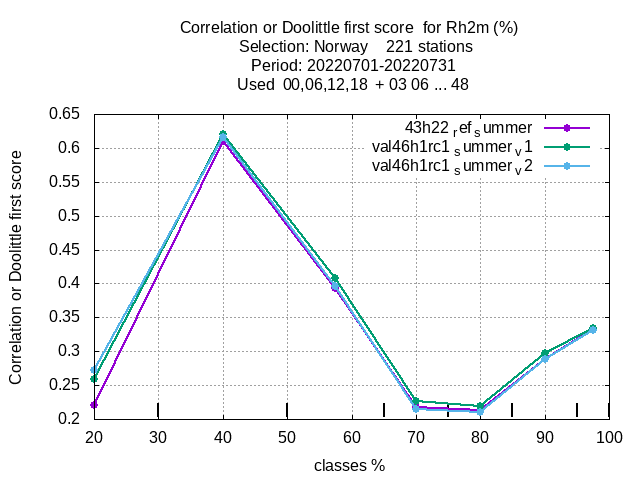 Correlation or Doolittle first score  for Rh2m (%)
Selection: Norway    221 stations
Period: 20220701-20220731
Used  00,06,12,18  + 03 06 ... 48
43h22 ref summer
val46h1rc1 summer v1
val46h1rc1 summer v2
Correlation or Doolittle first score
0.65
0.6
0.55
0.5
0.45
0.4
0.35
0.3
0.25
0.2
20 30 40 50 60 70 80 90 100
classes %